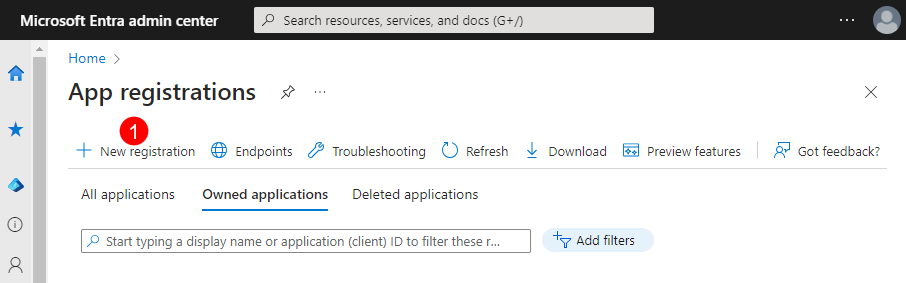 Microsoft Entra admin center
Search resources, services, and docs (G+/)
Home
App registrations
1
New registration
Endpoints
Troubleshooting
Refresh
Download
Preview features
Got feedback?
All applications
Owned applications
Deleted applications
Start typing a display name or application (client) ID to filter these r...
Add filters